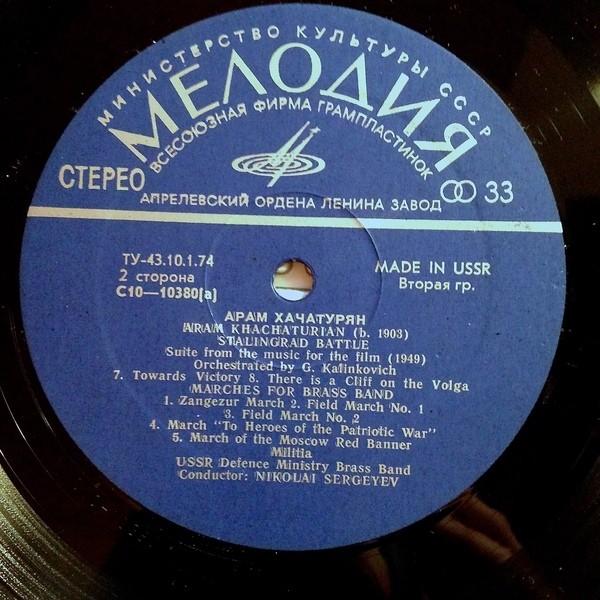 МИНИСТЕРСТВО КУЛЬТУРЫ СССР
МЕЛОДИЯ
ВСЕСОЮЗНАЯ ФИРМА ГРАМПЛАСТИНОК
СТЕРЕО
33
АПРЕЛЕВСКИЙ ОРДЕНА ЛЕНИНА ЗАВОД
ТУ-43.10.1.74
2 сторона
С10—10380(а)
MADE IN USSR
Вторая гр.
АРАМ ХАЧАТУРЯН
ARAM KHACHATURIAN (b. 1903)
STALINGRAD BATTLE
Suite from the music for the film (1949)
Orchestrated by G. Kalinkovich
7. Towards Victory 8. There is a Cliff on the Volga
MARCHES FOR BRASS BAND
1. Zangezur March 2. Field March No. 1
3. Field March No. 2
4. March "To Heroes of the Patriotic War"
5. March of the Moscow Red Banner
Militia
USSR Defence Ministry Brass Band
Conductor: NIKOLAI SERGEYEV